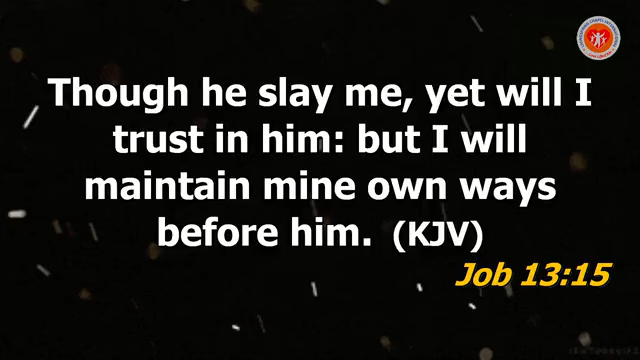 Though he slay me, yet will I
trust in him: but I will
maintain mine own ways
before him. (KJV)
Job 13:15